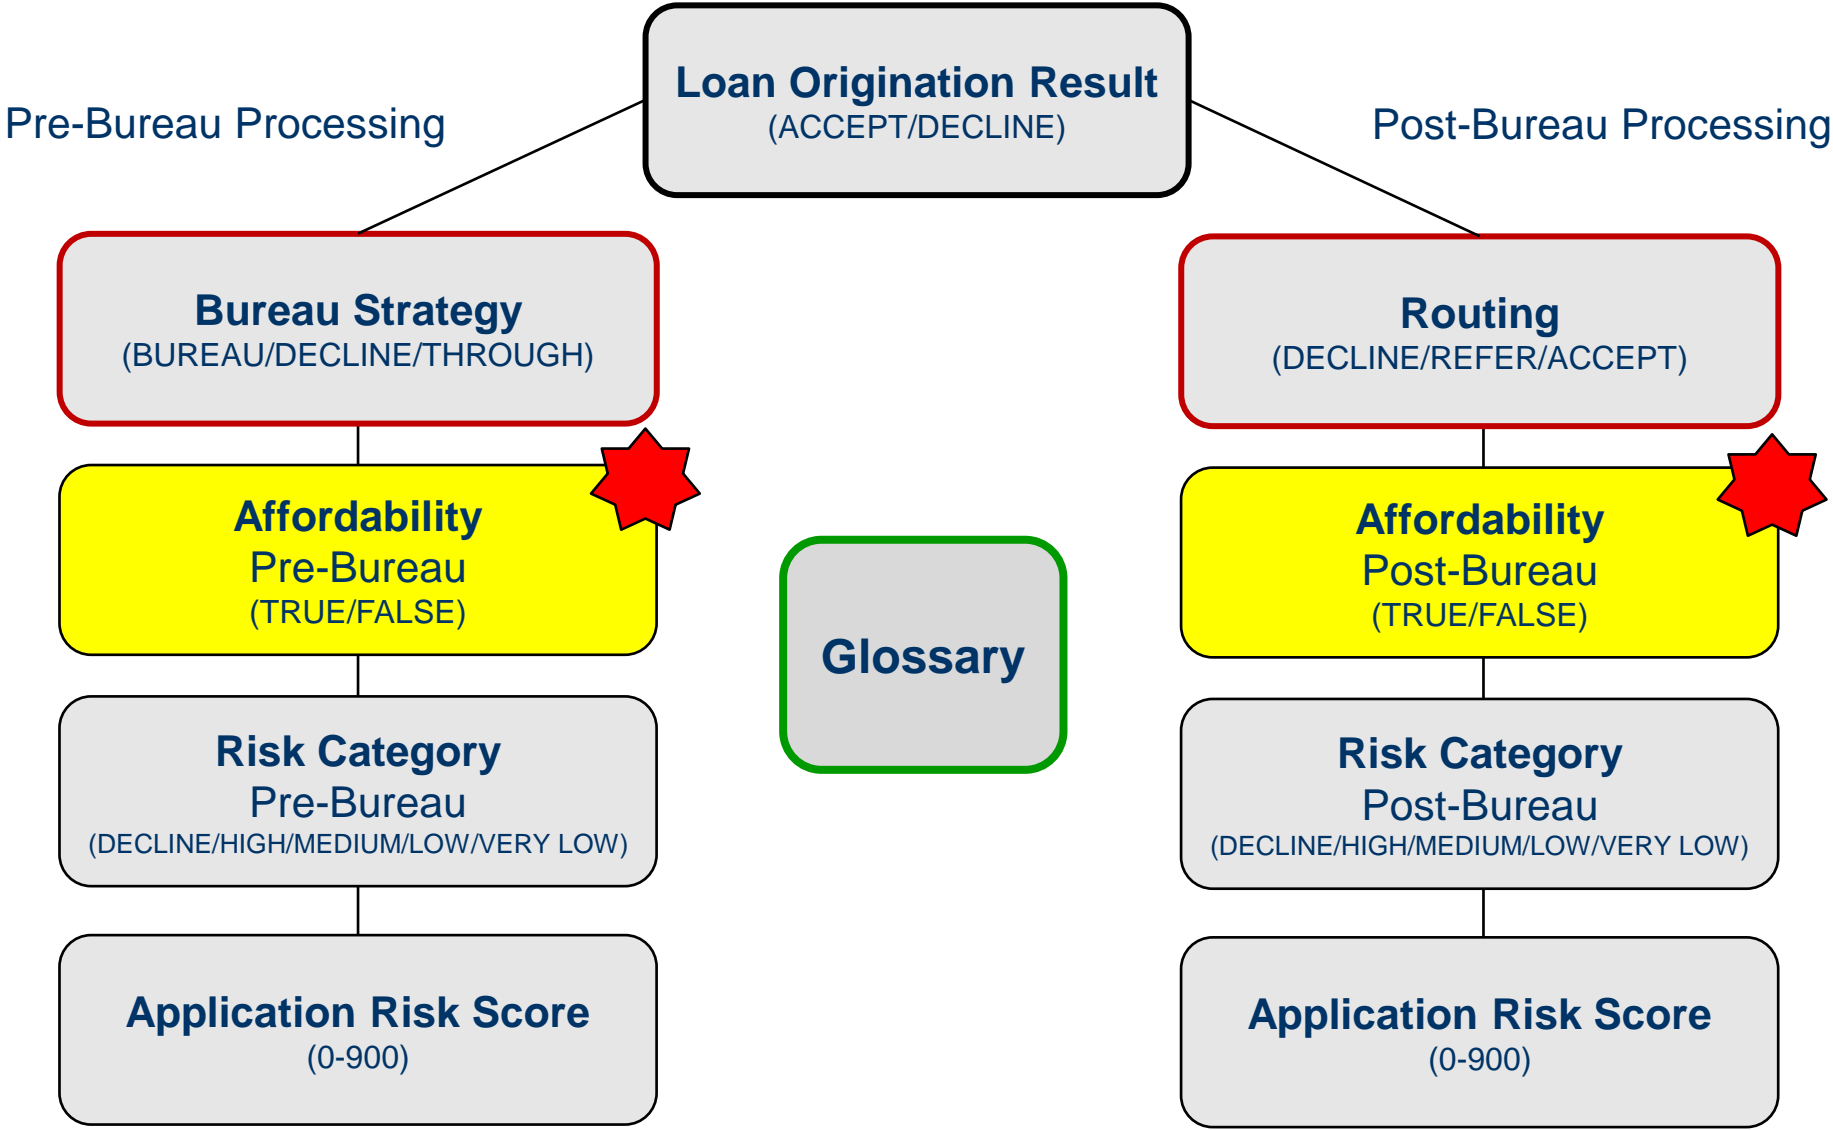 Loan Origination Result
(ACCEPT/DECLINE)
Pre-Bureau Processing
Post-Bureau Processing
Bureau Strategy
(BUREAU/DECLINE/THROUGH)
Affordability
Pre-Bureau
(TRUE/FALSE)
Risk Category
Pre-Bureau
(DECLINE/HIGH/MEDIUM/LOW/VERY LOW)
Application Risk Score
(0-900)
Glossary
Routing
(DECLINE/REFER/ACCEPT)
Affordability
Post-Bureau
(TRUE/FALSE)
Risk Category
Post-Bureau
(DECLINE/HIGH/MEDIUM/LOW/VERY LOW)
Application Risk Score
(0-900)